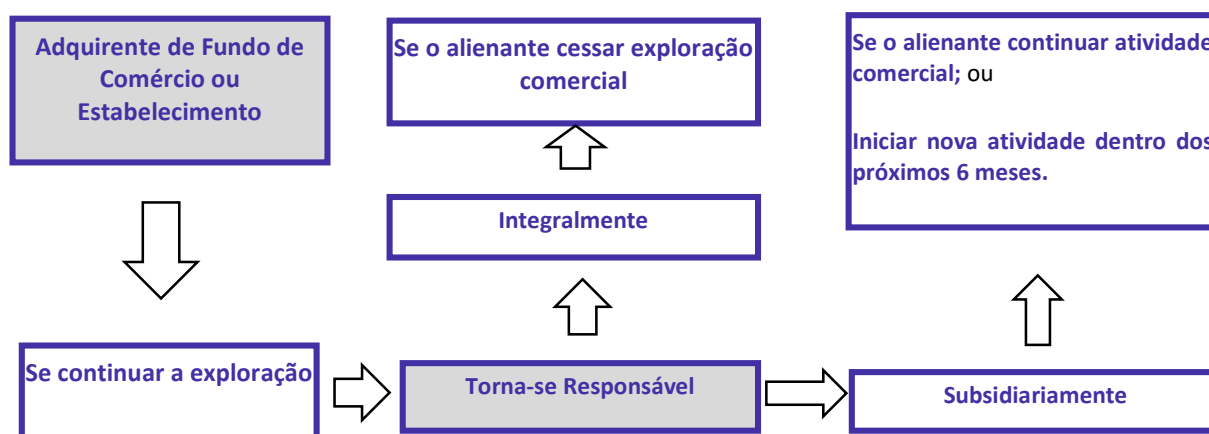 Adquirente de Fundo de
Comércio ou
Estabelecimento
Se o alienante cessar exploração
comercial
Se o alienante continuar atividade
comercial; ou
Iniciar nova atividade dentro dos
próximos 6 meses.
Integralmente
Se continuar a exploração
Torna-se Responsável
Subsidiariamente